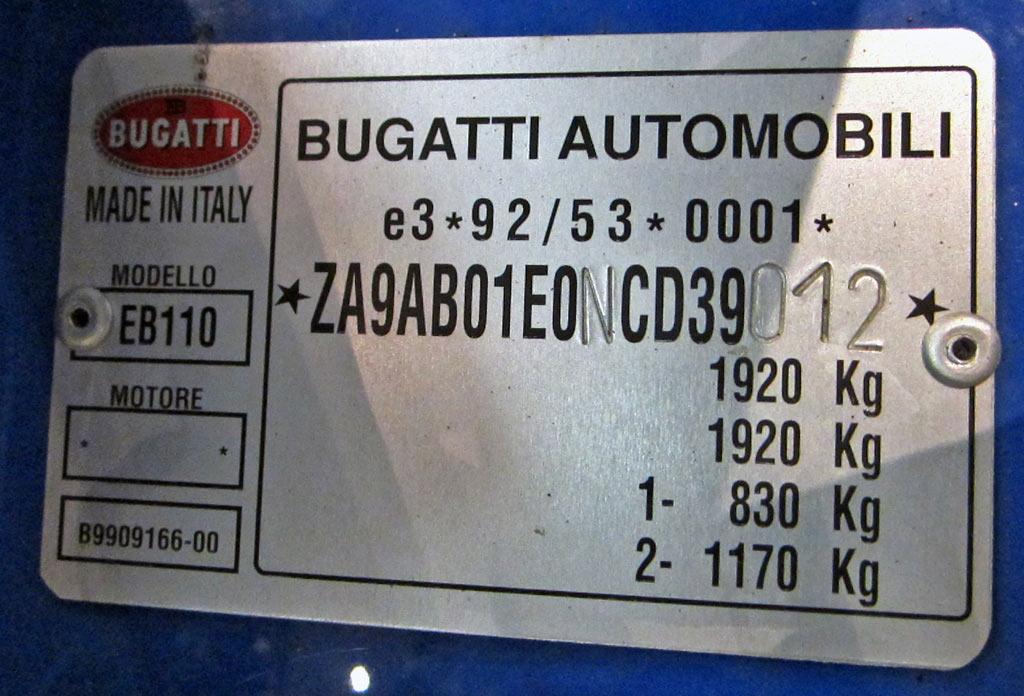 BUGATTI
MADE IN ITALY
MODELLO
EB110
MOTORE
* *
B9909166-00
BUGATTI AUTOMOBILI
e3*92/53*0001*
★ZA9AB01E0NCD39012★
1920 Kg
1920 Kg
1- 830 Kg
2- 1170 Kg